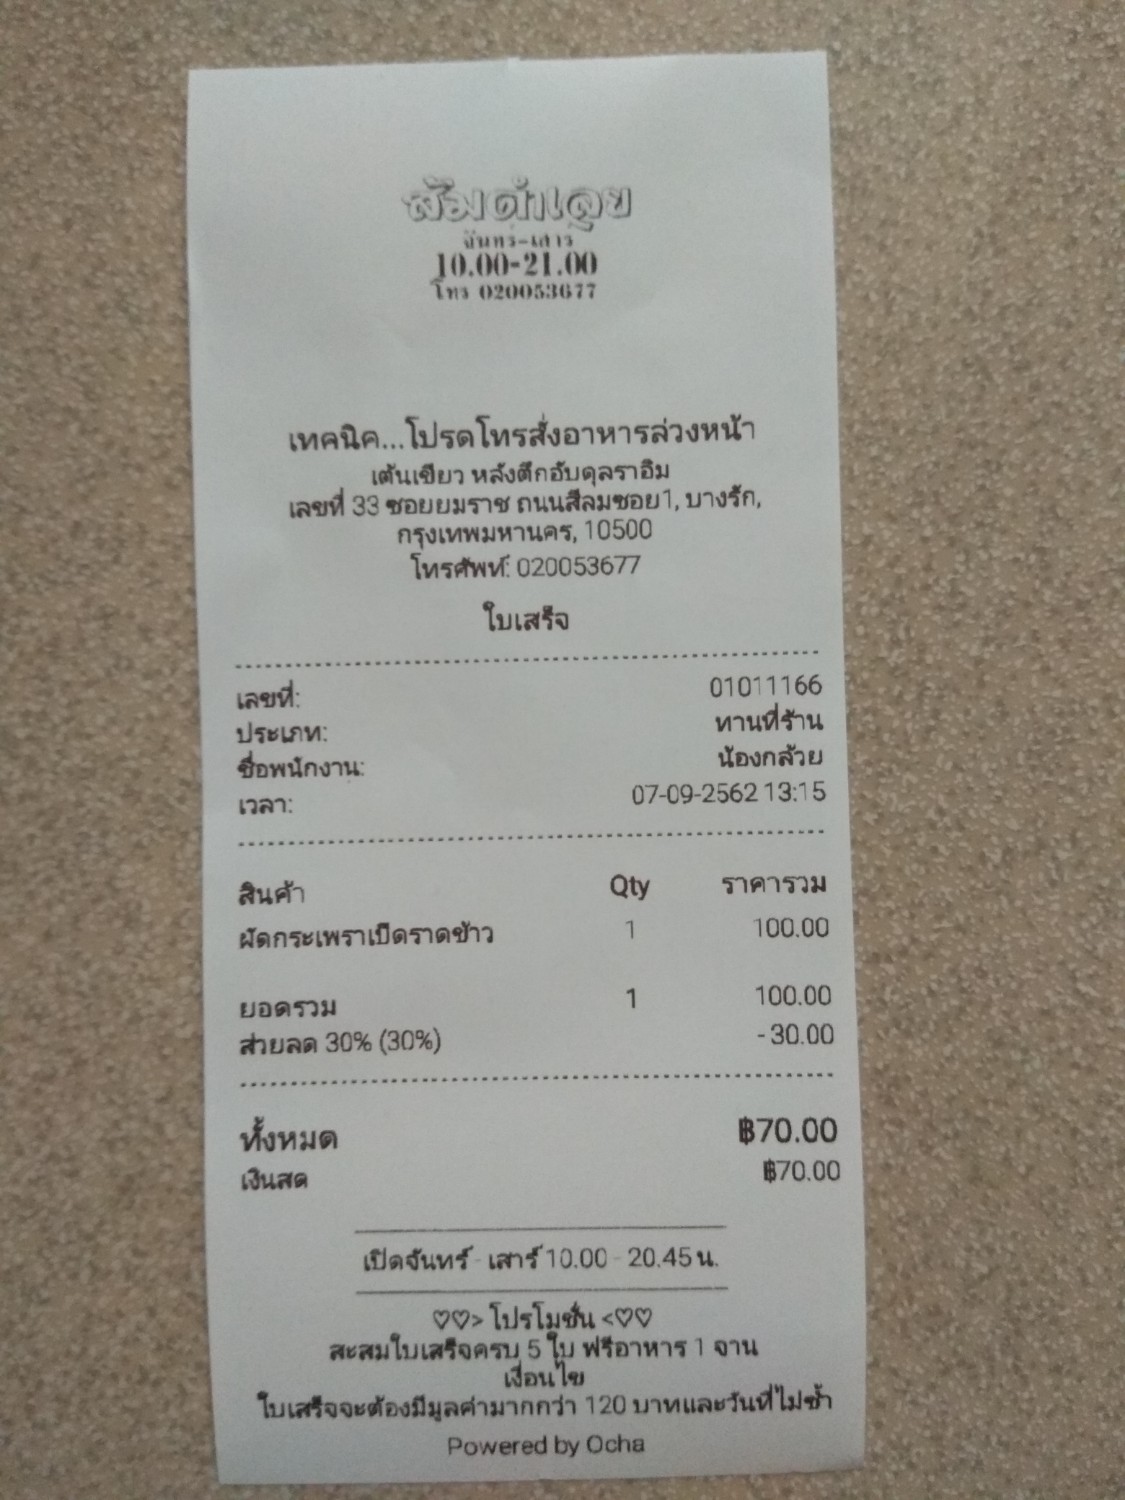 ส้มตำเลย
จันทร์-เสาร์
10.00-21.00
โทร 020053677
เทคนิค...โปรดโทรสั่งอาหารล่วงหน้า
เต้นเขียว หลังตึกอับดุลราฮิม
เลขที่ 33 ซอยยมราช ถนนสีลมซอย1, บางรัก,
กรุงเทพมหานคร, 10500
โทรศัพท์: 020053677
ใบเสร็จ
เลขที่: 01011166
ประเภท: ทานที่ร้าน
ชื่อพนักงาน: น้องกล้วย
เวลา: 07-09-2562 13:15
สินค้า Qty ราคารวม
ผัดกระเพราเป็ดราดข้าว 1 100.00
ยอดรวม 1 100.00
ส่วยลด 30% (30%) -30.00
ทั้งหมด ฿70.00
เงินสด ฿70.00
เปิดจันทร์ - เสาร์ 10.00 - 20.45 น.
♡♡> โปรโมชั่น <♡♡
สะสมใบเสร็จครบ 5 ใบ ฟรีอาหาร 1 จาน
เงื่อนไข
ใบเสร็จจะต้องมีมูลค่ามากกว่า 120 บาทและวันที่ไม่ซ้ำ
Powered by Ocha